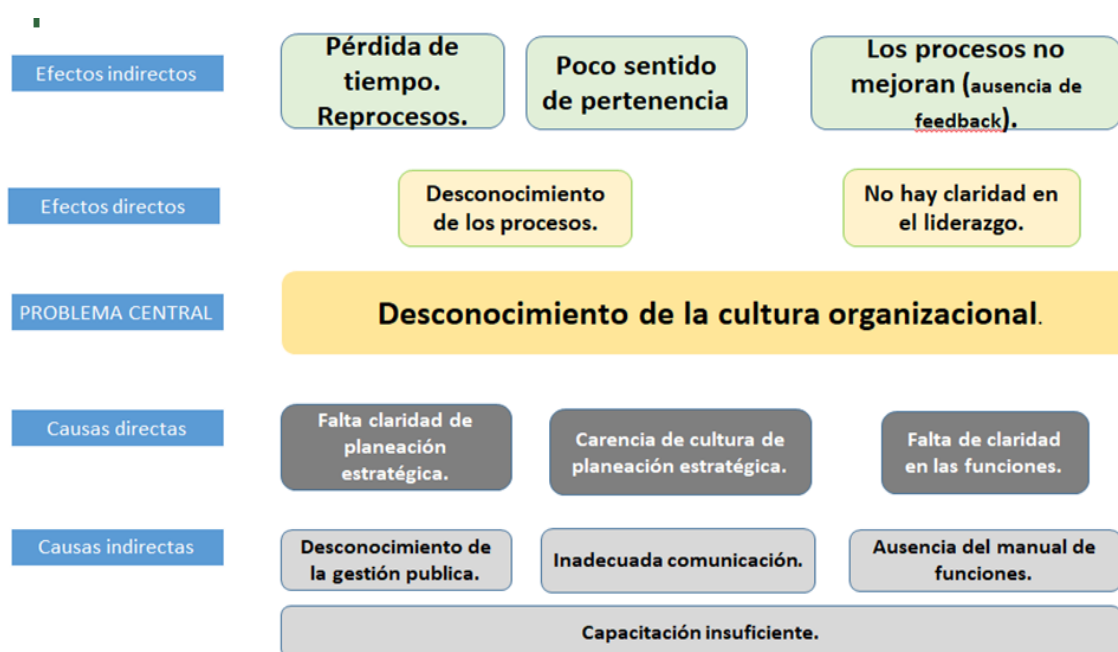 Efectos indirectos
Pérdida de
tiempo.
Reprocesos.
Poco sentido
de pertenencia
Los procesos no
mejoran (ausencia de
feedback).
Efectos directos
Desconocimiento
de los procesos.
No hay claridad en
el liderazgo.
PROBLEMA CENTRAL
Desconocimiento de la cultura organizacional.
Causas directas
Falta claridad de
planeación
estratégica.
Carencia de cultura de
planeación estratégica.
Falta de claridad
en las funciones.
Causas indirectas
Desconocimiento de
la gestión publica.
Inadecuada comunicación.
Ausencia del manual de
funciones.
Capacitación insuficiente.